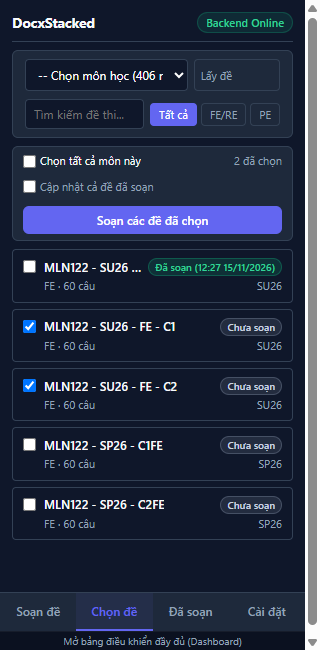 DocxStacked
Backend Online
-- Chọn môn học (406 r
Lấy đề
Tìm kiếm đề thi...
Tất cả
FE/RE
PE
Chọn tất cả môn này
2 đã chọn
Cập nhật cả đề đã soạn
Soạn các đề đã chọn
MLN122 - SU26 ...
Đã soạn (12:27 15/11/2026)
FE · 60 câu
SU26
MLN122 - SU26 - FE - C1
Chưa soạn
FE · 60 câu
SU26
MLN122 - SU26 - FE - C2
Chưa soạn
FE · 60 câu
SU26
MLN122 - SP26 - C1FE
Chưa soạn
FE · 60 câu
SP26
MLN122 - SP26 - C2FE
Chưa soạn
FE · 60 câu
SP26
Soạn đề
Chọn đề
Đã soạn
Cài đặt
Mở bảng điều khiển đầy đủ (Dashboard)